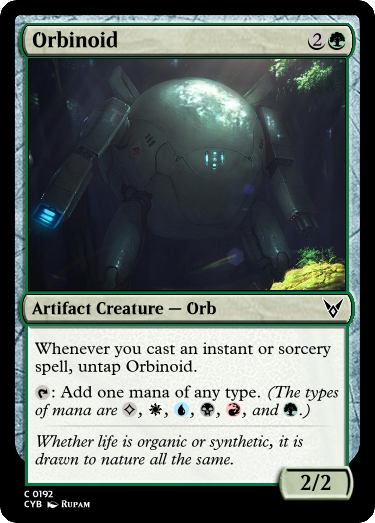 Orbinoid 2
Artifact Creature — Orb
Whenever you cast an instant or sorcery
spell, untap Orbinoid.
: Add one mana of any type. (The types
of mana are , , , , , and .)
Whether life is organic or synthetic, it is
drawn to nature all the same.
2/2
C 0192
CYB Rupam